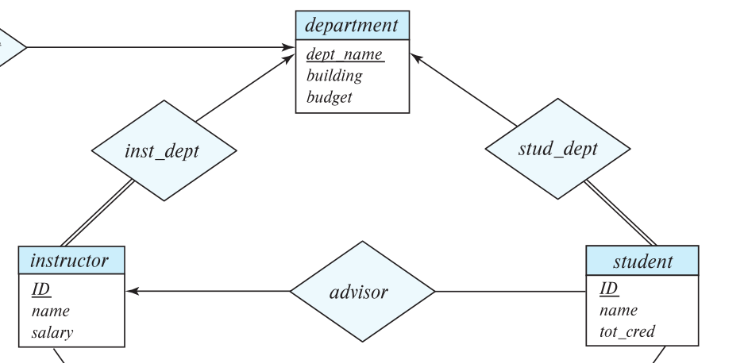 department
dept_name
building
budget
inst_dept
stud_dept
instructor
ID
name
salary
advisor
student
ID
name
tot_cred